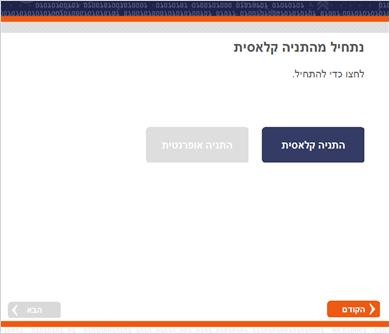 נתחיל מהתניה קלאסית
לחצו כדי להתחיל.
התניה קלאסית
התניה אופרנטית
הקודם
הבא